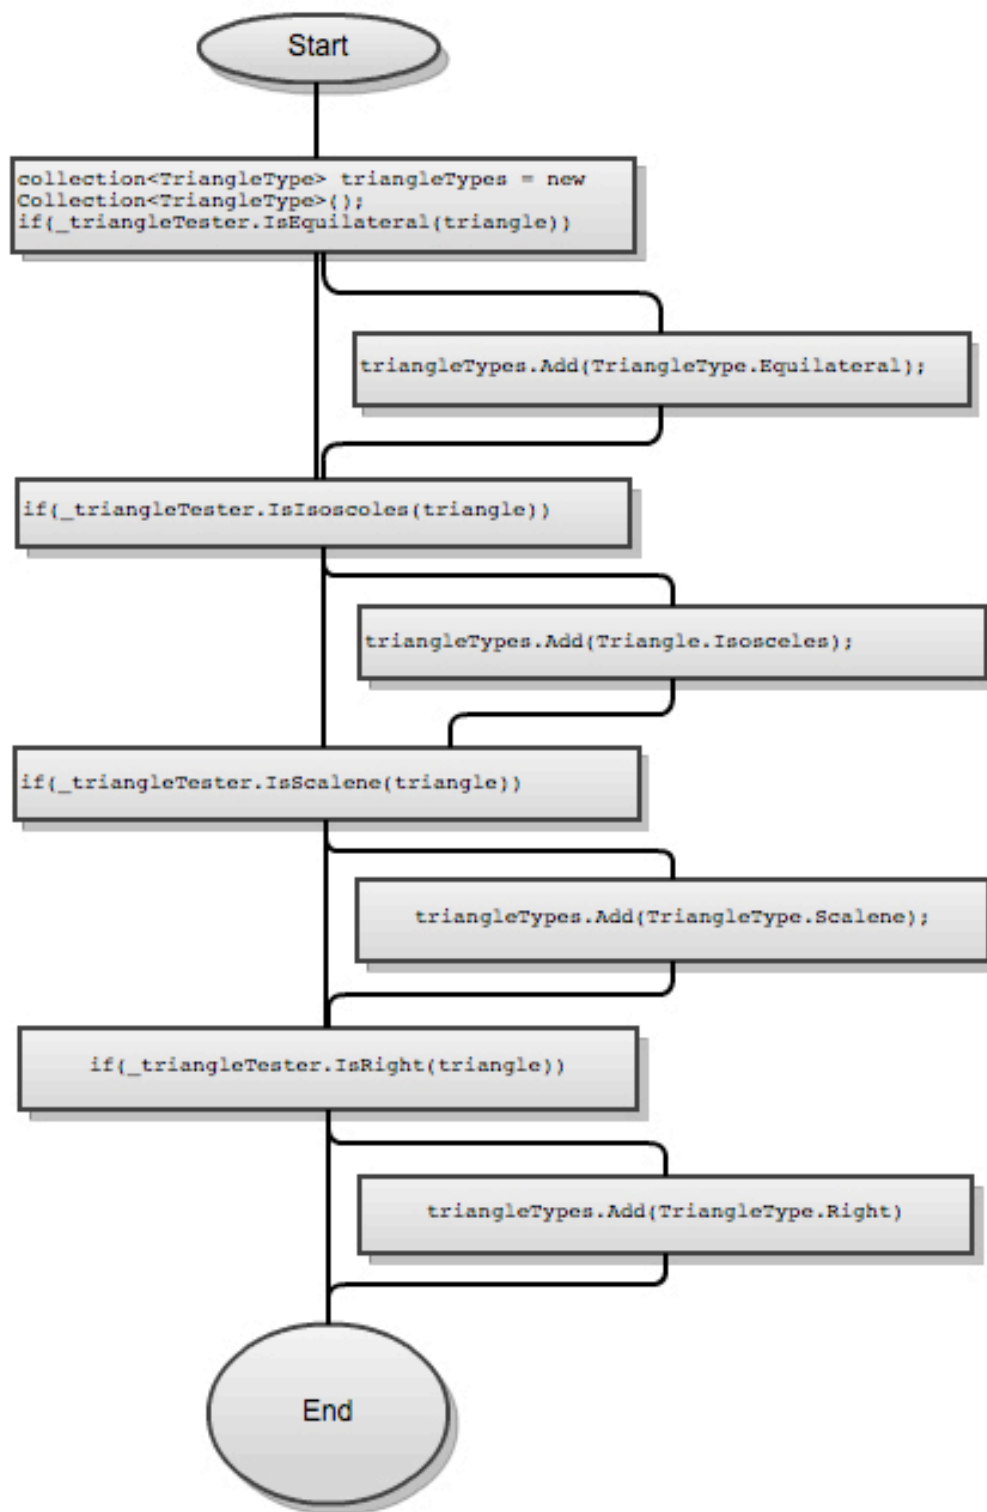 Start
collection<TriangleType> triangleTypes = new
Collection<TriangleType>();
if(_triangleTester.IsEquilateral(triangle))
triangleTypes.Add(TriangleType.Equilateral);
if(_triangleTester.IsIsoscoles(triangle))
triangleTypes.Add(Triangle.Isosceles);
if(_triangleTester.IsScalene(triangle))
triangleTypes.Add(TriangleType.Scalene);
if(_triangleTester.IsRight(triangle))
triangleTypes.Add(TriangleType.Right)
End